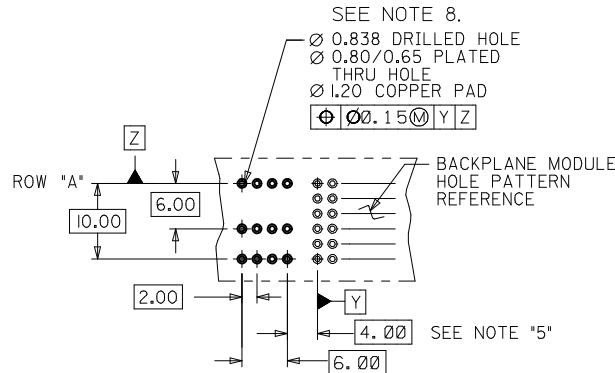 SEE NOTE 8.
Ø 0.838 DRILLED HOLE
Ø 0.80/0.65 PLATED
THRU HOLE
Ø 1.20 COPPER PAD
⌖ Ø0.15Ⓜ Y Z
Z
ROW "A"
BACKPLANE MODULE
HOLE PATTERN
REFERENCE
6.00
10.00
2.00
Y
4.00 SEE NOTE "5"
6.00